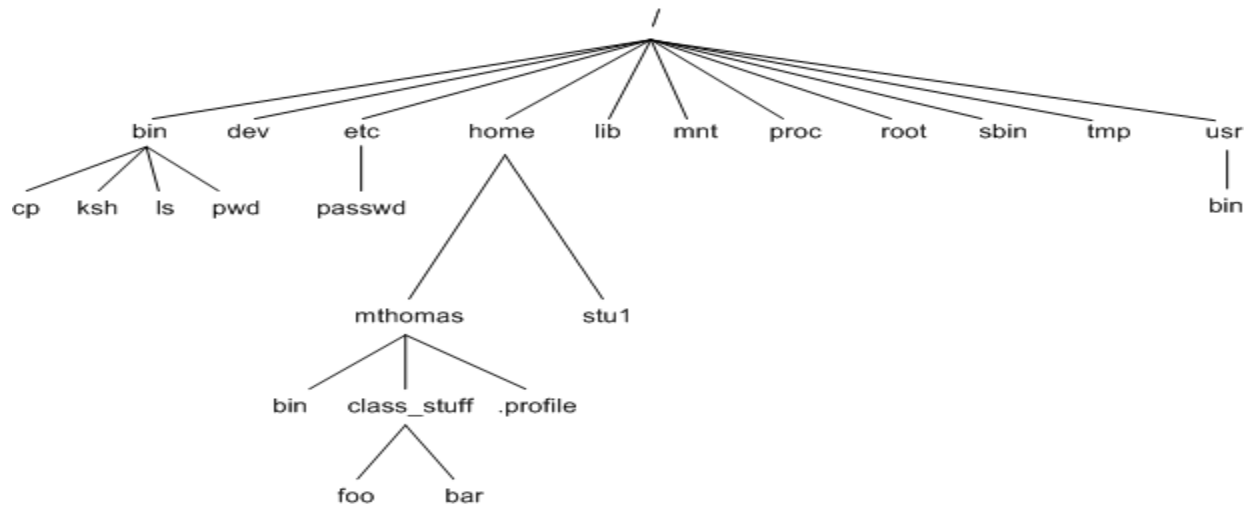 /
bin dev etc home lib mnt proc root sbin tmp usr
cp ksh ls pwd passwd bin
mthomas stu1
bin class_stuff .profile
foo bar